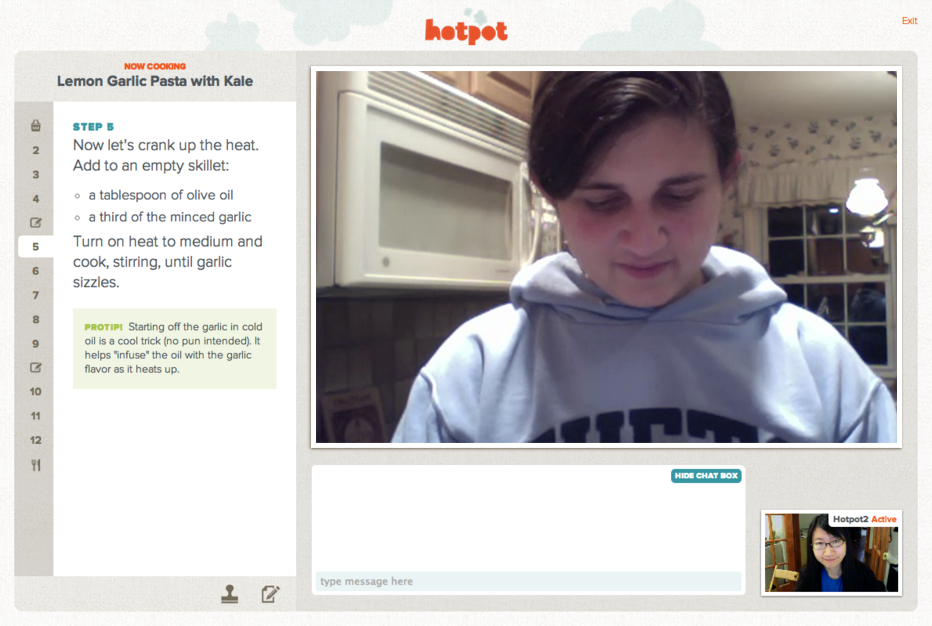 hotpot
Exit
NOW COOKING
Lemon Garlic Pasta with Kale
2
3
4
5
6
7
8
9
10
11
12
STEP 5
Now let's crank up the heat.
Add to an empty skillet:
a tablespoon of olive oil
a third of the minced garlic
Turn on heat to medium and
cook, stirring, until garlic
sizzles.
PROTIP! Starting off the garlic in cold
oil is a cool trick (no pun intended). It
helps "infuse" the oil with the garlic
flavor as it heats up.
HIDE CHAT BOX
type message here
Hotpot2 Active